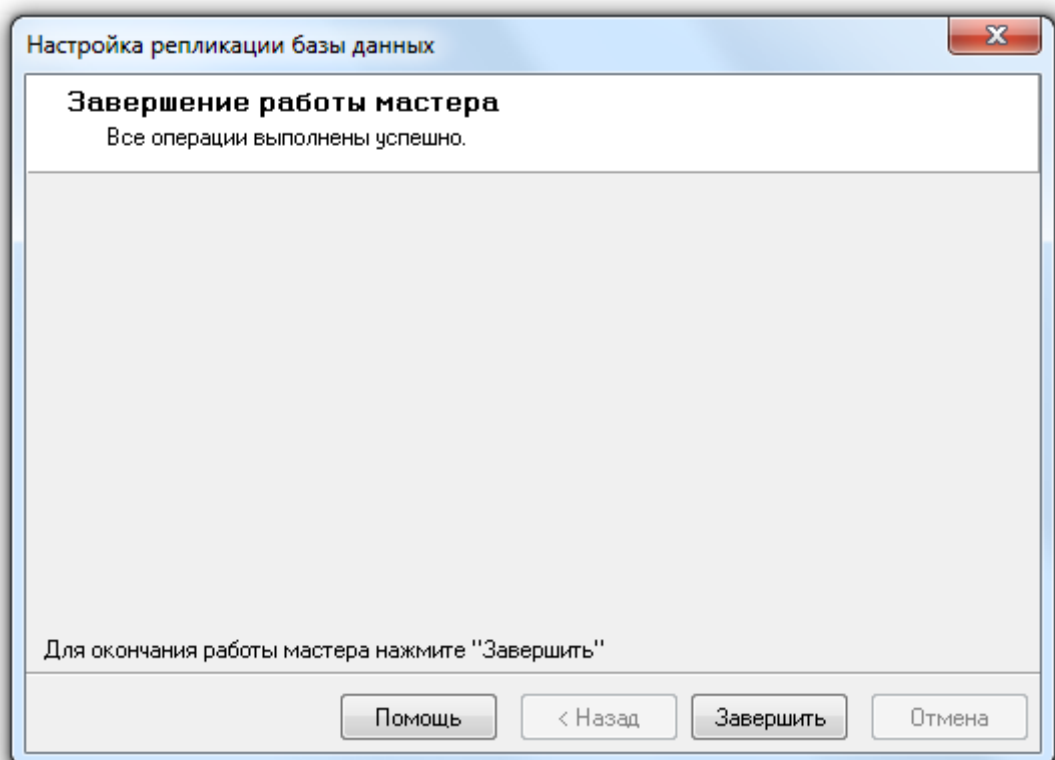 Настройка репликации базы данных
Завершение работы мастера
Все операции выполнены успешно.
Для окончания работы мастера нажмите "Завершить"
Помощь < Назад Завершить Отмена